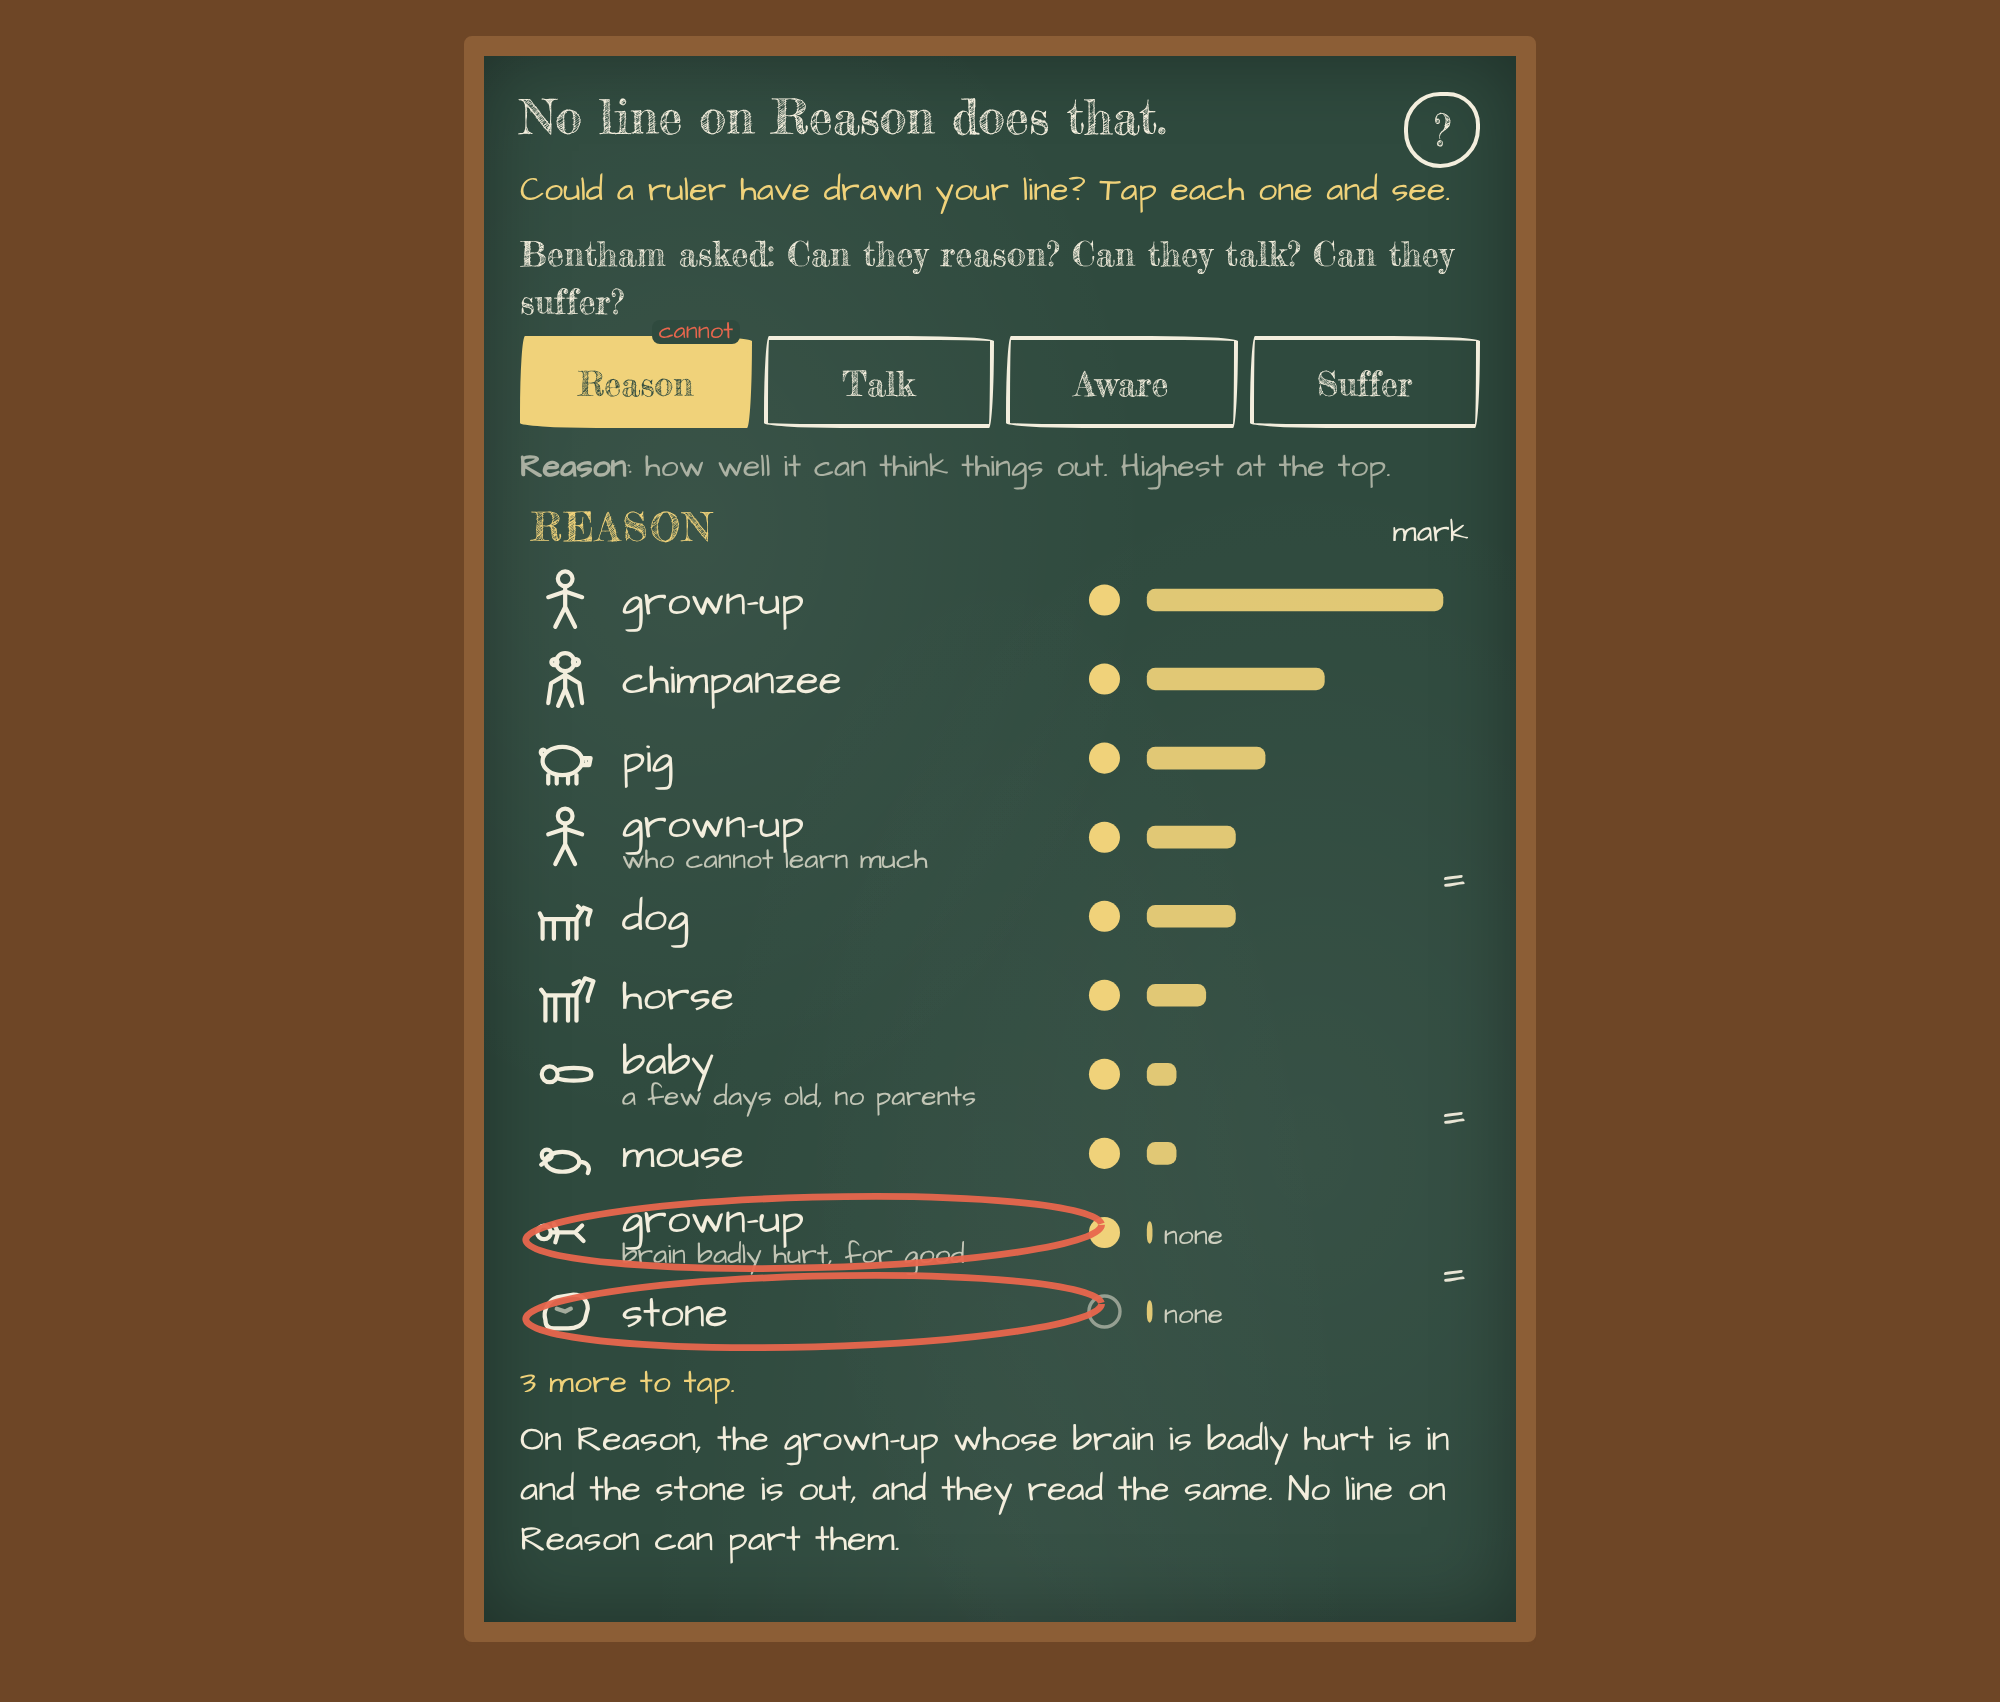 No line on Reason does that.
?
Could a ruler have drawn your line? Tap each one and see.
Bentham asked: Can they reason? Can they talk? Can they
suffer?
cannot
Reason
Talk
Aware
Suffer
Reason: how well it can think things out. Highest at the top.
REASON
mark
grown-up
chimpanzee
pig
grown-up
who cannot learn much
=
dog
horse
baby
a few days old, no parents
=
mouse
grown-up
brain badly hurt, for good
none
=
stone
none
3 more to tap.
On Reason, the grown-up whose brain is badly hurt is in
and the stone is out, and they read the same. No line on
Reason can part them.